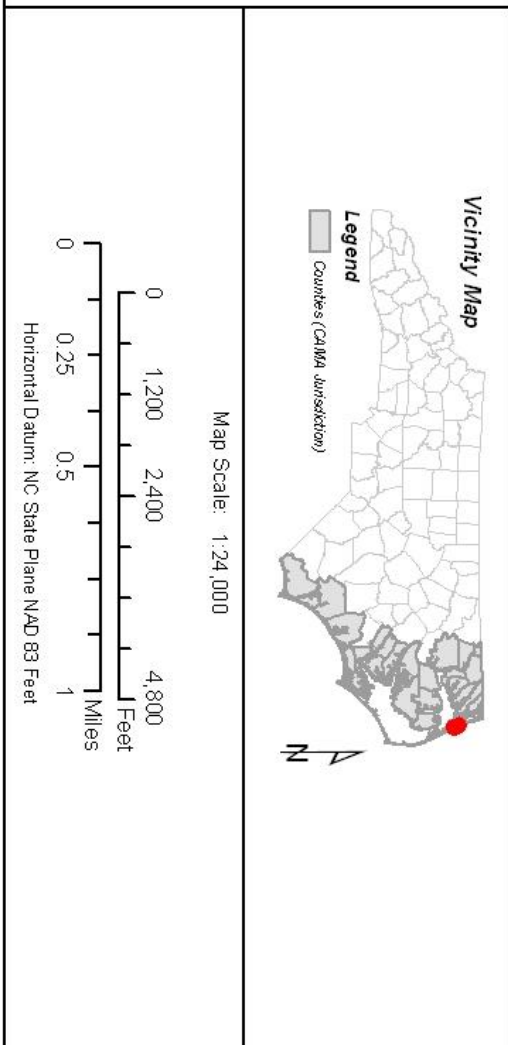 Vicinity Map
Legend
Counties (CAMA Jurisdiction)
N
Map Scale: 1:24,000
0 1,200 2,400 4,800
Feet
0 0.25 0.5 1
Miles
Horizontal Datum: NC State Plane NAD 83 Feet